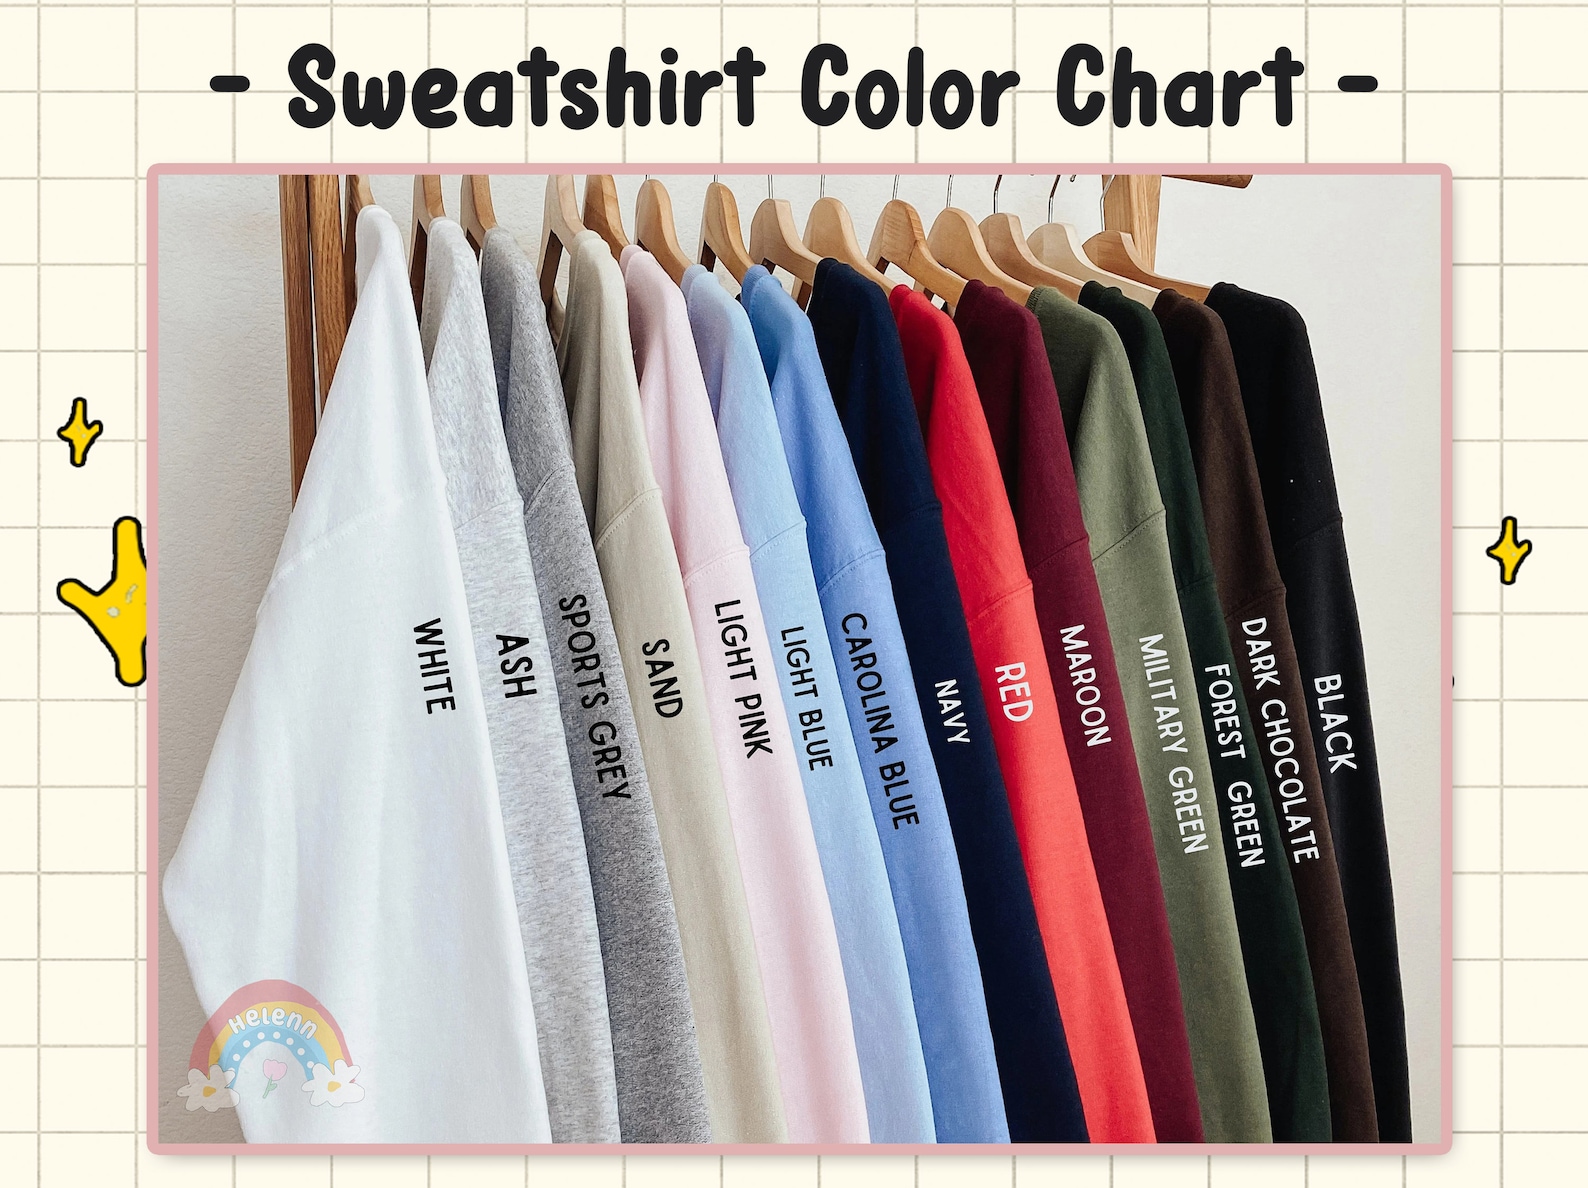 - Sweatshirt Color Chart -
WHITE
ASH
SPORTS GREY
SAND
LIGHT PINK
LIGHT BLUE
CAROLINA BLUE
NAVY
RED
MAROON
MILITARY GREEN
FOREST GREEN
DARK CHOCOLATE
BLACK
Helenn